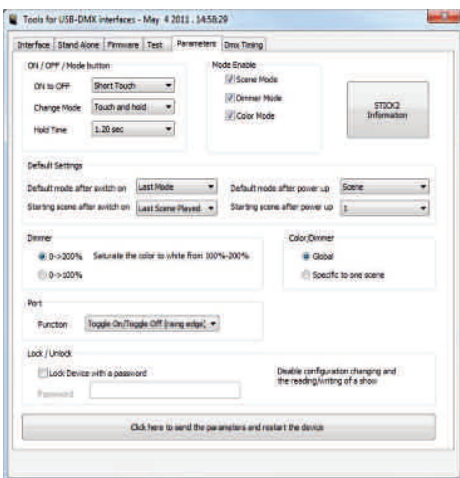 Tools for USB-DMX interfaces - May 4 2011 . 14:58:29
Interface Stand Alone Firmware Test Parameters Dmx Timing
ON / OFF / Mode button
ON to OFF Short Touch
Change Mode Touch and hold
Hold Time 1.20 sec
Mode Enable
Scene Mode
Dimmer Mode
Color Mode
STICK2
Information
Default Settings
Default mode after switch on Last Mode Default mode after power up Scene
Starting scene after switch on Last Scene Played Starting scene after power up 1
Dimmer
0->200% Saturate the color to white from 100%-200%
0->100%
Color/Dimmer
Global
Specific to one scene
Port
Function Toggle On/Toggle Off (rising edge)
Lock / Unlock
Lock Device with a password
Password
Disable configuration changing and
the reading/writing of a show
Click here to send the parameters and restart the device